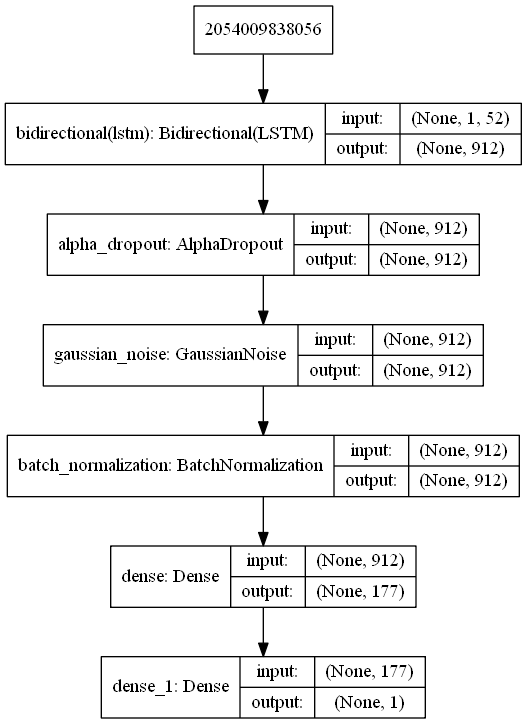 2054009838056
bidirectional(lstm): Bidirectional(LSTM)
input: (None, 1, 52)
output: (None, 912)
alpha_dropout: AlphaDropout
input: (None, 912)
output: (None, 912)
gaussian_noise: GaussianNoise
input: (None, 912)
output: (None, 912)
batch_normalization: BatchNormalization
input: (None, 912)
output: (None, 912)
dense: Dense
input: (None, 912)
output: (None, 177)
dense_1: Dense
input: (None, 177)
output: (None, 1)